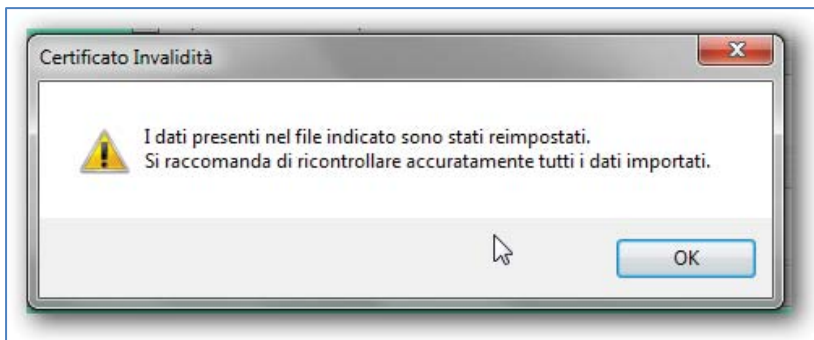 Certificato Invalidità
I dati presenti nel file indicato sono stati reimpostati.
Si raccomanda di ricontrollare accuratamente tutti i dati importati.
OK